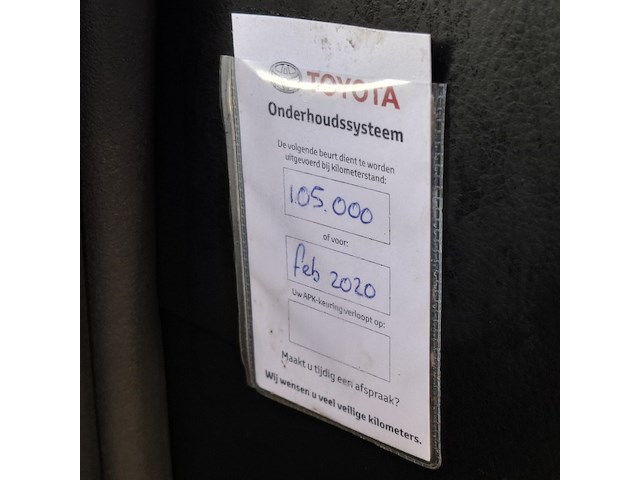 TOYOTA
Onderhoudssysteem
De volgende beurt dient te worden
uitgevoerd bij kilometerstand:
105.000
of voor:
feb 2020
Uw APK-keuring verloopt op:
Maakt u tijdig een afspraak?
Wij wensen u veel veilige kilometers.